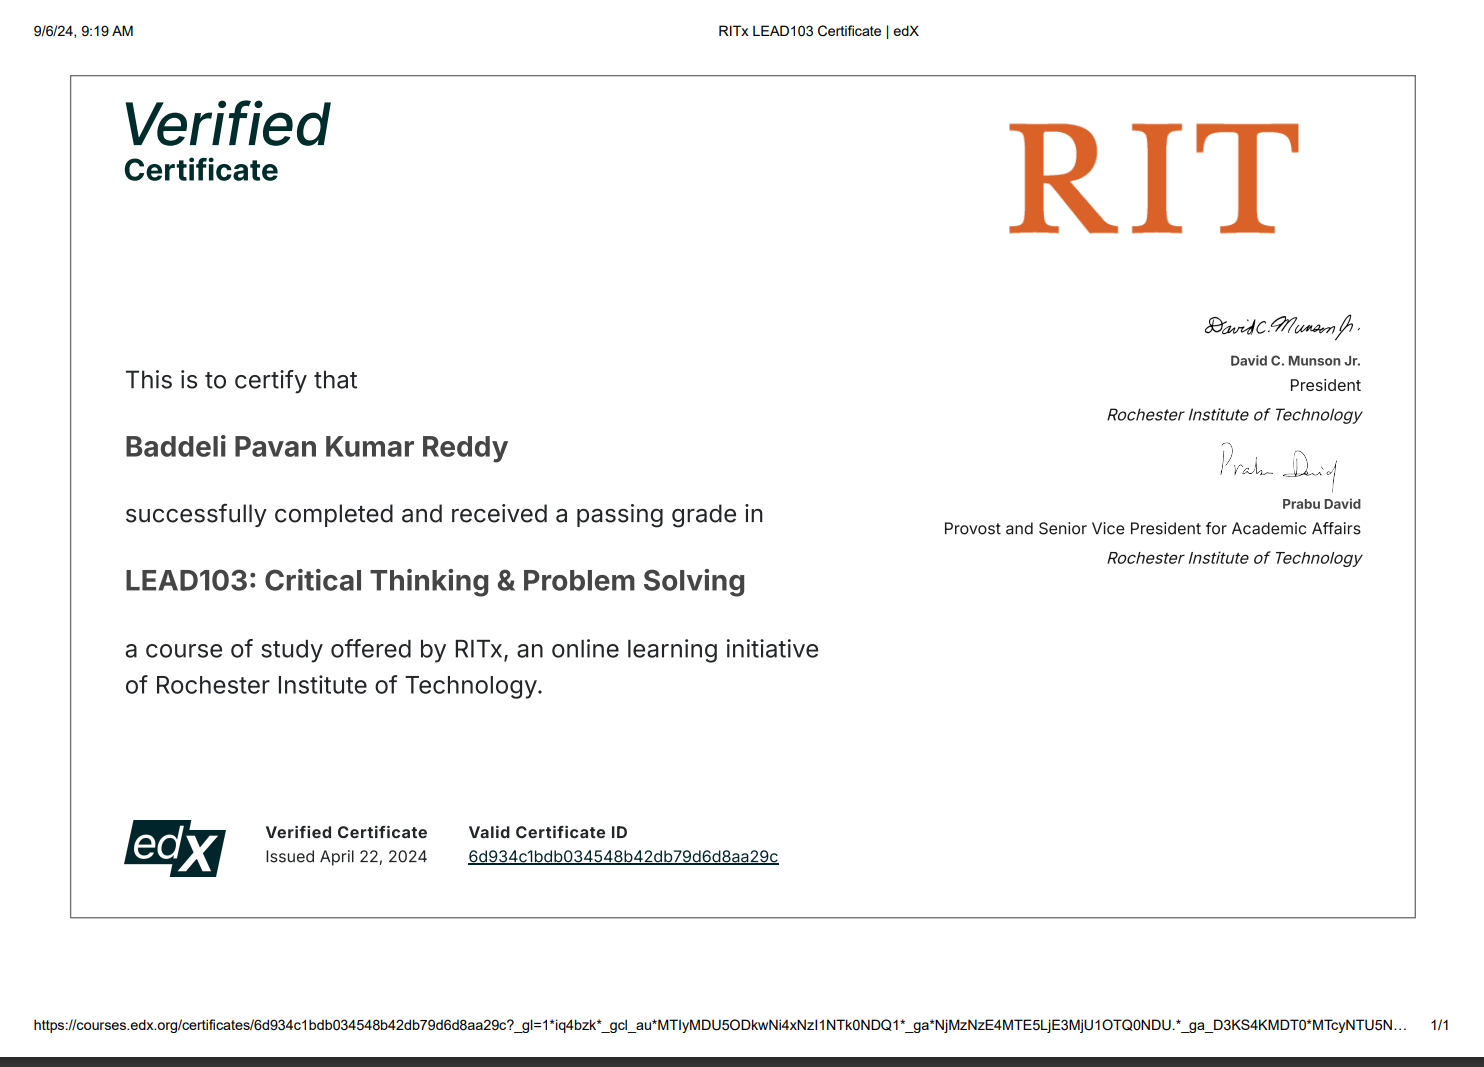 9/6/24, 9:19 AM
RITx LEAD103 Certificate | edX
Verified
Certificate
RIT
This is to certify that
Baddeli Pavan Kumar Reddy
successfully completed and received a passing grade in
LEAD103: Critical Thinking & Problem Solving
a course of study offered by RITx, an online learning initiative
of Rochester Institute of Technology.
David C. Munson Jr.
David C. Munson Jr.
President
Rochester Institute of Technology
Prabu David
Prabu David
Provost and Senior Vice President for Academic Affairs
Rochester Institute of Technology
edX
Verified Certificate
Issued April 22, 2024
Valid Certificate ID
6d934c1bdb034548b42db79d6d8aa29c
https://courses.edx.org/certificates/6d934c1bdb034548b42db79d6d8aa29c?_gl=1*iq4bzk*_gcl_au*MTIyMDU5ODkwNi4xNzI1NTk0NDQ1*_ga*NjMzNzE4MTE5LjE3MjU1OTQ0NDU.*_ga_D3KS4KMDT0*MTcyNTU5N…
1/1